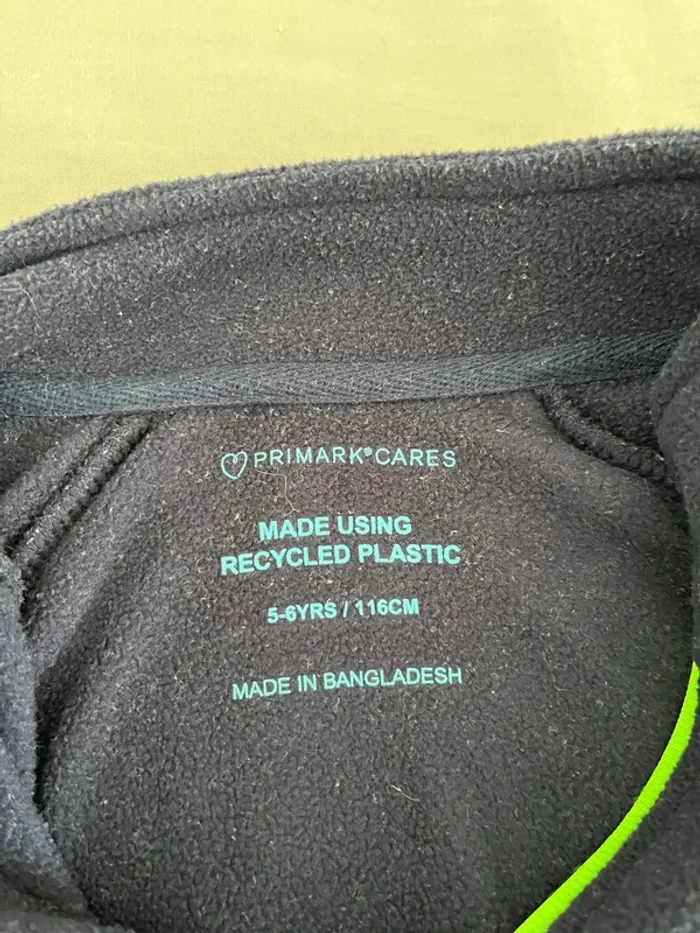 PRIMARK® CARES
MADE USING
RECYCLED PLASTIC
5-6YRS / 116CM
MADE IN BANGLADESH